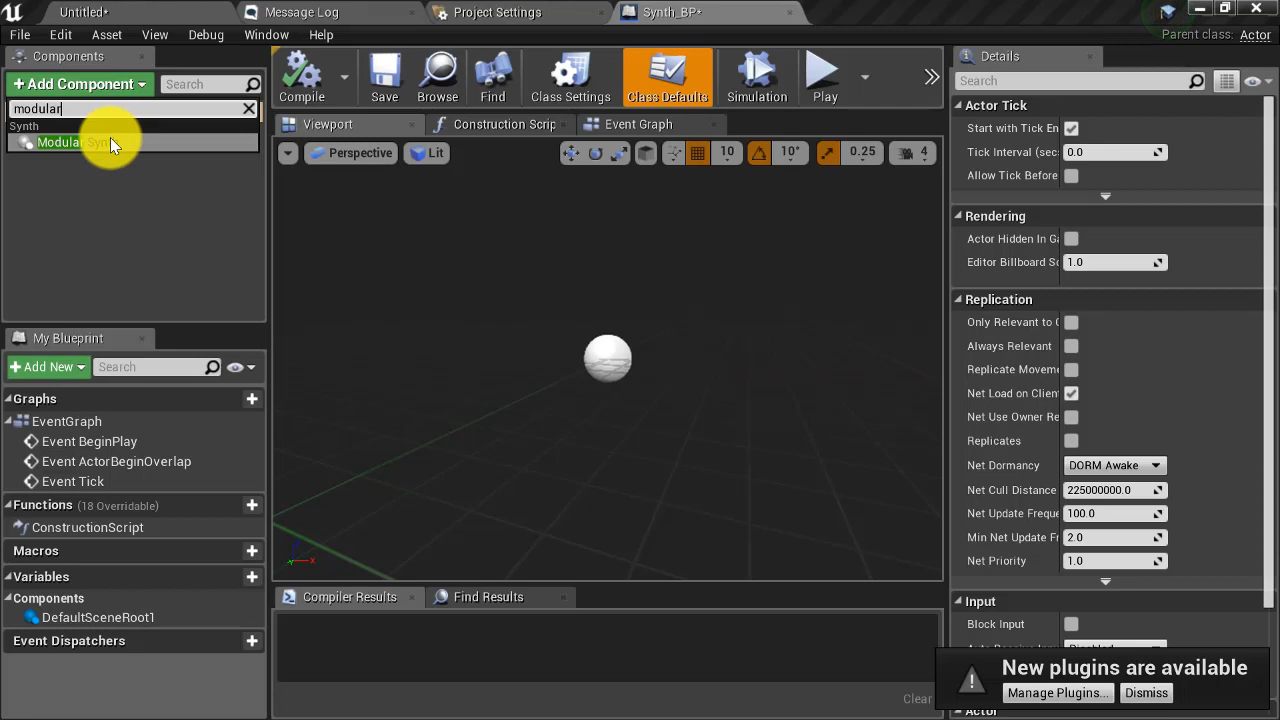 Untitled*
Message Log
Project Settings
Synth_BP*
File Edit Asset View Debug Window Help
Parent class: Actor
Components
+ Add Component
Search
modular
Synth
Modular Syn
Compile
Save
Browse
Find
Class Settings
Class Defaults
Simulation
Play
Viewport
Construction Scrip
Event Graph
Perspective
Lit
10
10°
0.25
4
My Blueprint
+ Add New
Search
Graphs
EventGraph
Event BeginPlay
Event ActorBeginOverlap
Event Tick
Functions (18 Overridable)
ConstructionScript
Macros
Variables
Components
DefaultSceneRoot1
Event Dispatchers
x
Compiler Results
Find Results
Clear
Details
Search
Actor Tick
Start with Tick En
Tick Interval (sec 0.0
Allow Tick Before
Rendering
Actor Hidden In Ga
Editor Billboard Sc 1.0
Replication
Only Relevant to O
Always Relevant
Replicate Moveme
Net Load on Client
Net Use Owner Re
Replicates
Net Dormancy DORM Awake
Net Cull Distance 225000000.0
Net Update Freque 100.0
Min Net Update Fr 2.0
Net Priority 1.0
Input
Block Input
New plugins are available
Manage Plugins... Dismiss
Actor